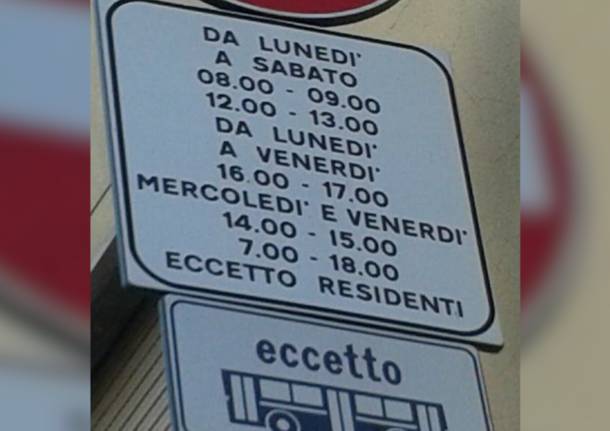 DA LUNEDI'
A SABATO
08.00 - 09.00
12.00 - 13.00
DA LUNEDI'
A VENERDI'
16.00 - 17.00
MERCOLEDI' E VENERDI'
14.00 - 15.00
7.00 - 18.00
ECCETTO RESIDENTI
eccetto